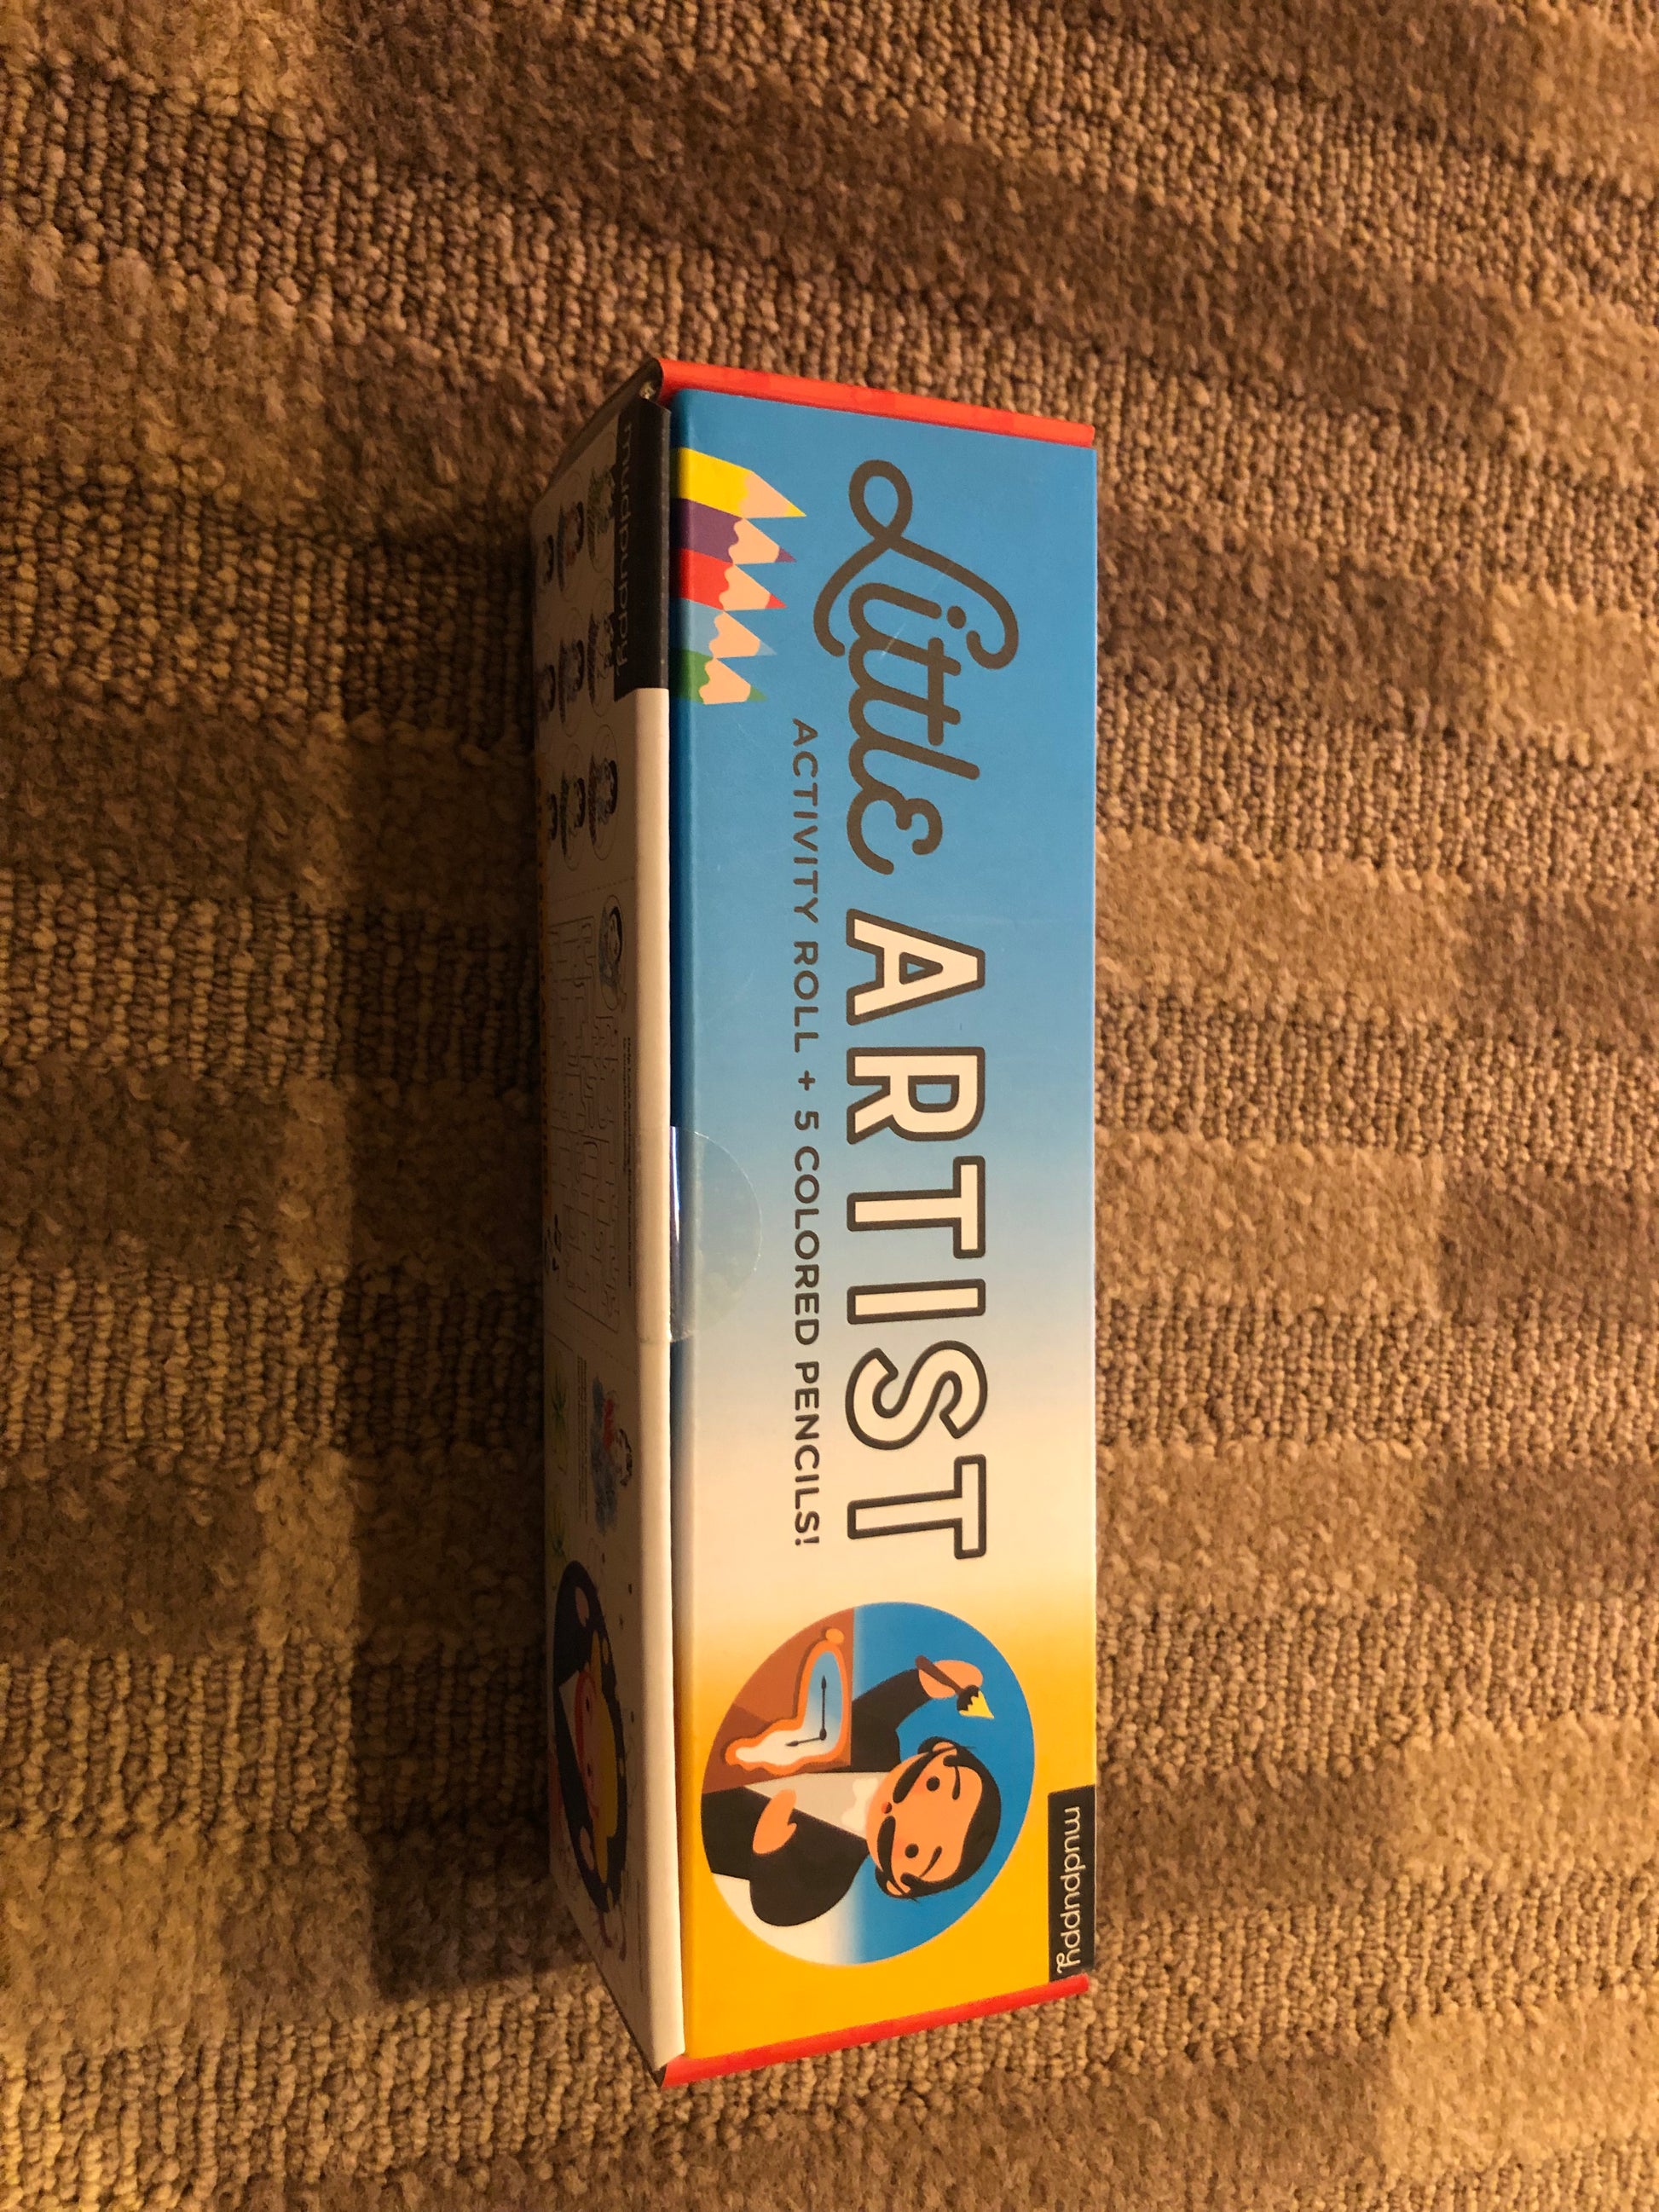 Little ARTIST
ACTIVITY ROLL + 5 COLORED PENCILS!
mudpuppy
mudpuppy